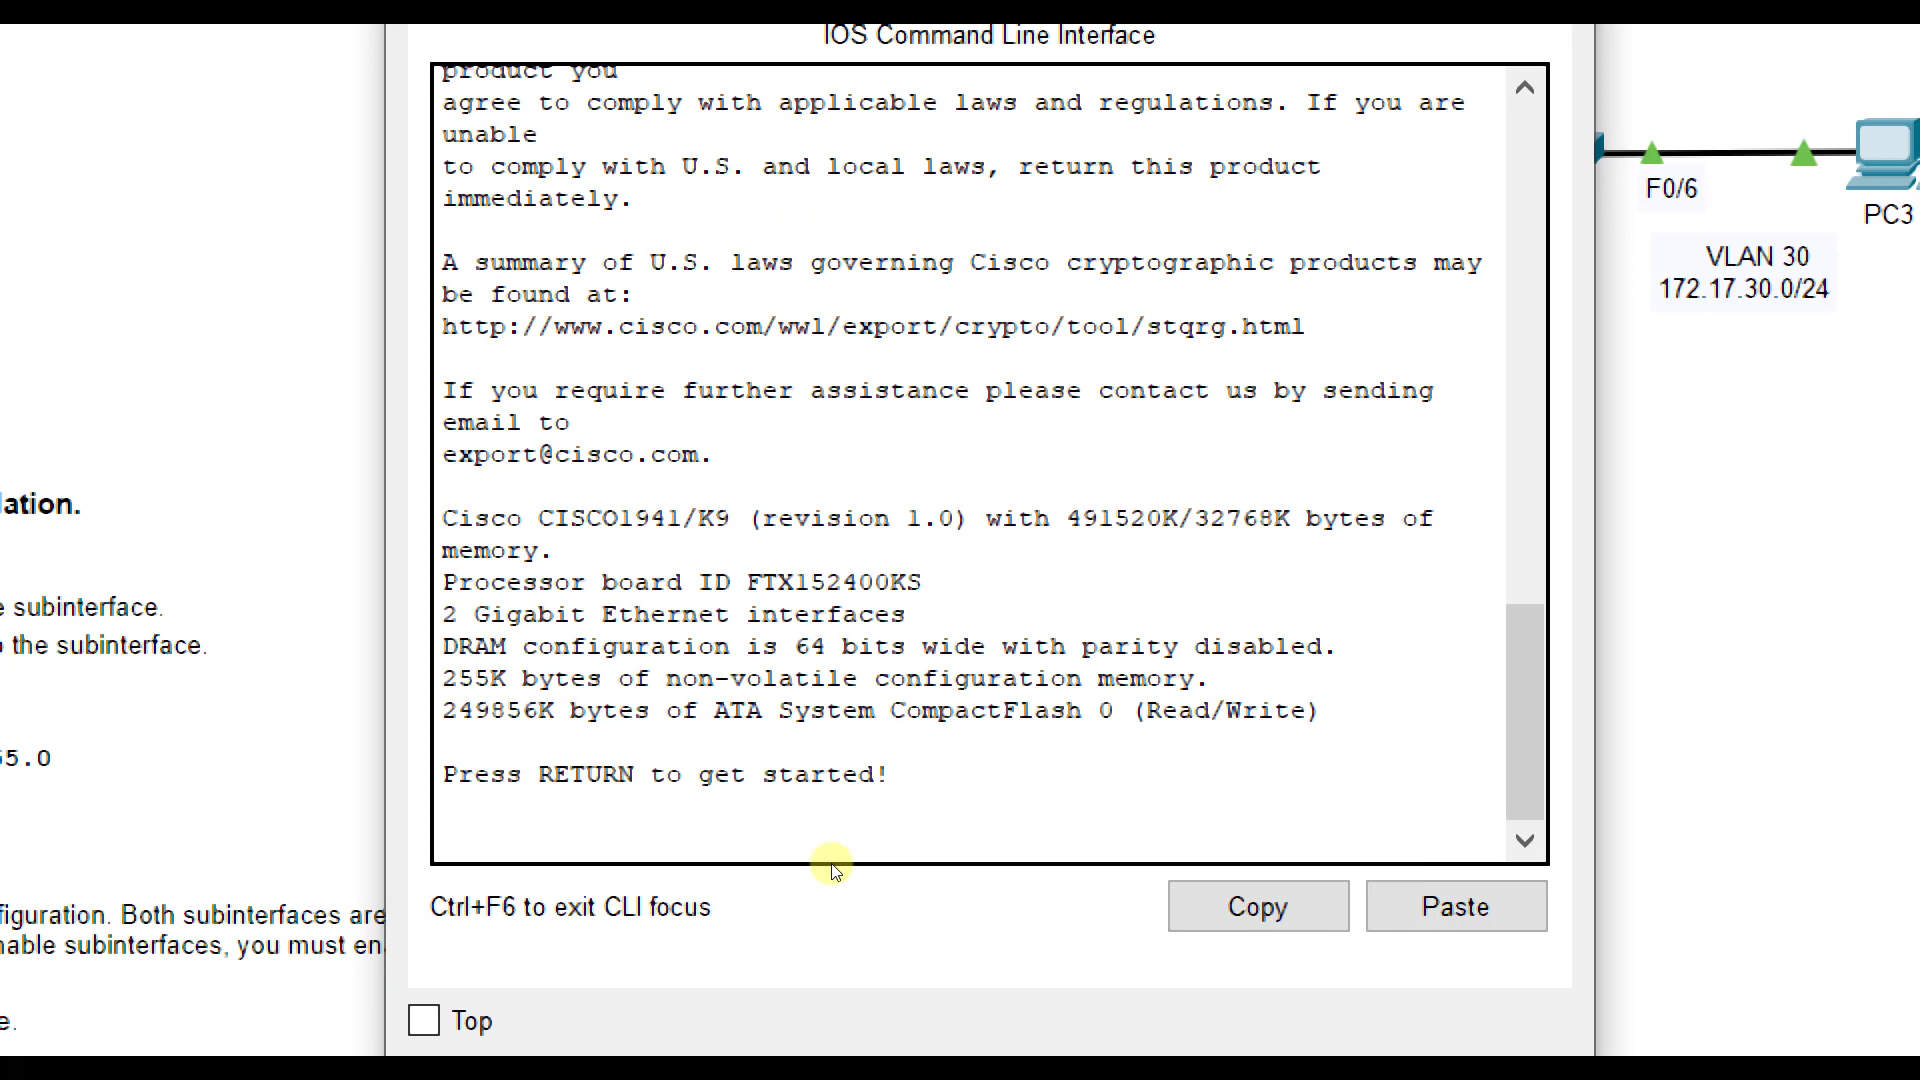 IOS Command Line Interface
product you
agree to comply with applicable laws and regulations. If you are
unable
to comply with U.S. and local laws, return this product
immediately.
A summary of U.S. laws governing Cisco cryptographic products may
be found at:
http://www.cisco.com/wwl/export/crypto/tool/stqrg.html
If you require further assistance please contact us by sending
email to
export@cisco.com.
Cisco CISCO1941/K9 (revision 1.0) with 491520K/32768K bytes of
memory.
Processor board ID FTX152400KS
2 Gigabit Ethernet interfaces
DRAM configuration is 64 bits wide with parity disabled.
255K bytes of non-volatile configuration memory.
249856K bytes of ATA System CompactFlash 0 (Read/Write)
Press RETURN to get started!
Ctrl+F6 to exit CLI focus
Copy
Paste
Top
lation.
e subinterface.
o the subinterface.
55.0
figuration. Both subinterfaces are
nable subinterfaces, you must en
e.
F0/6
PC3
VLAN 30
172.17.30.0/24